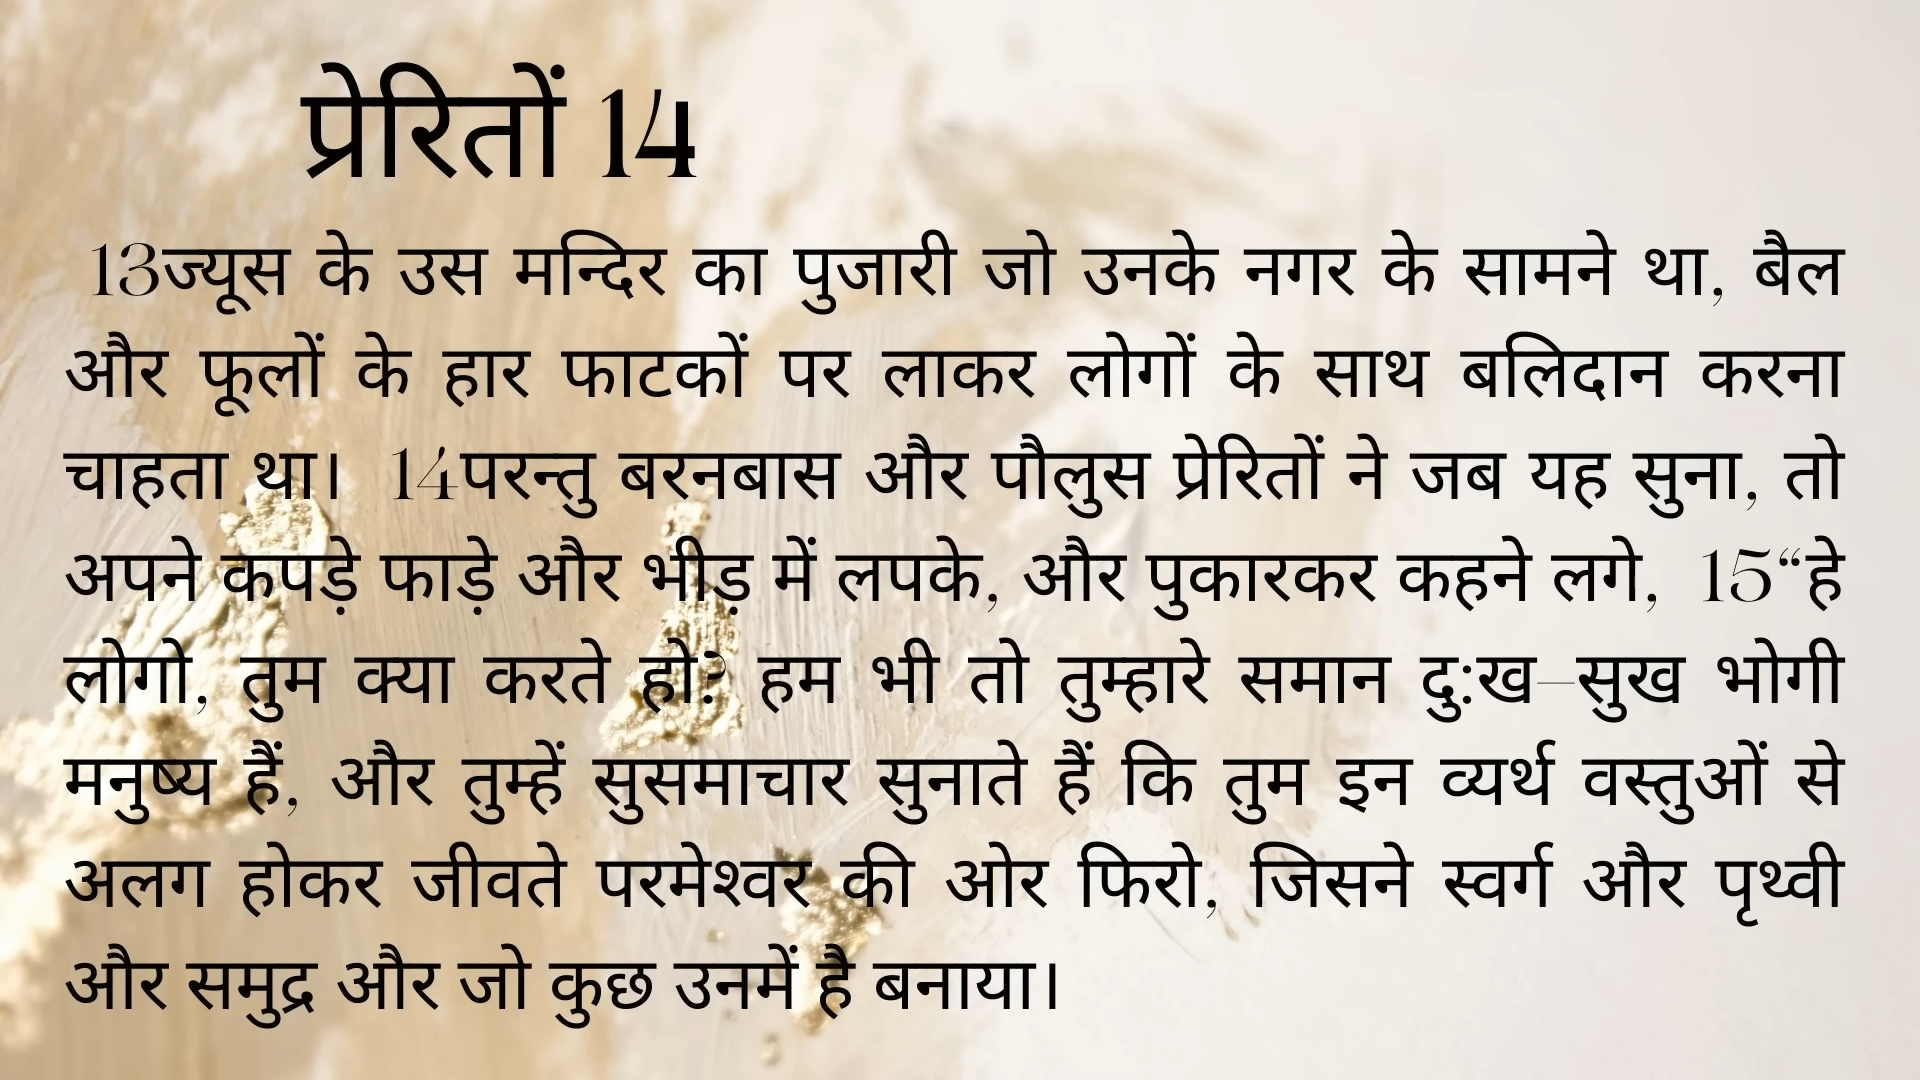 प्रेरितों 14
13ज्यूस के उस मन्दिर का पुजारी जो उनके नगर के सामने था, बैल
और फूलों के हार फाटकों पर लाकर लोगों के साथ बलिदान करना
चाहता था। 14परन्तु बरनबास और पौलुस प्रेरितों ने जब यह सुना, तो
अपने कपड़े फाड़े और भीड़ में लपके, और पुकारकर कहने लगे, 15“हे
लोगो, तुम क्या करते हो? हम भी तो तुम्हारे समान दु:ख–सुख भोगी
मनुष्य हैं, और तुम्हें सुसमाचार सुनाते हैं कि तुम इन व्यर्थ वस्तुओं से
अलग होकर जीवते परमेश्‍वर की ओर फिरो, जिसने स्वर्ग और पृथ्वी
और समुद्र और जो कुछ उनमें है बनाया।